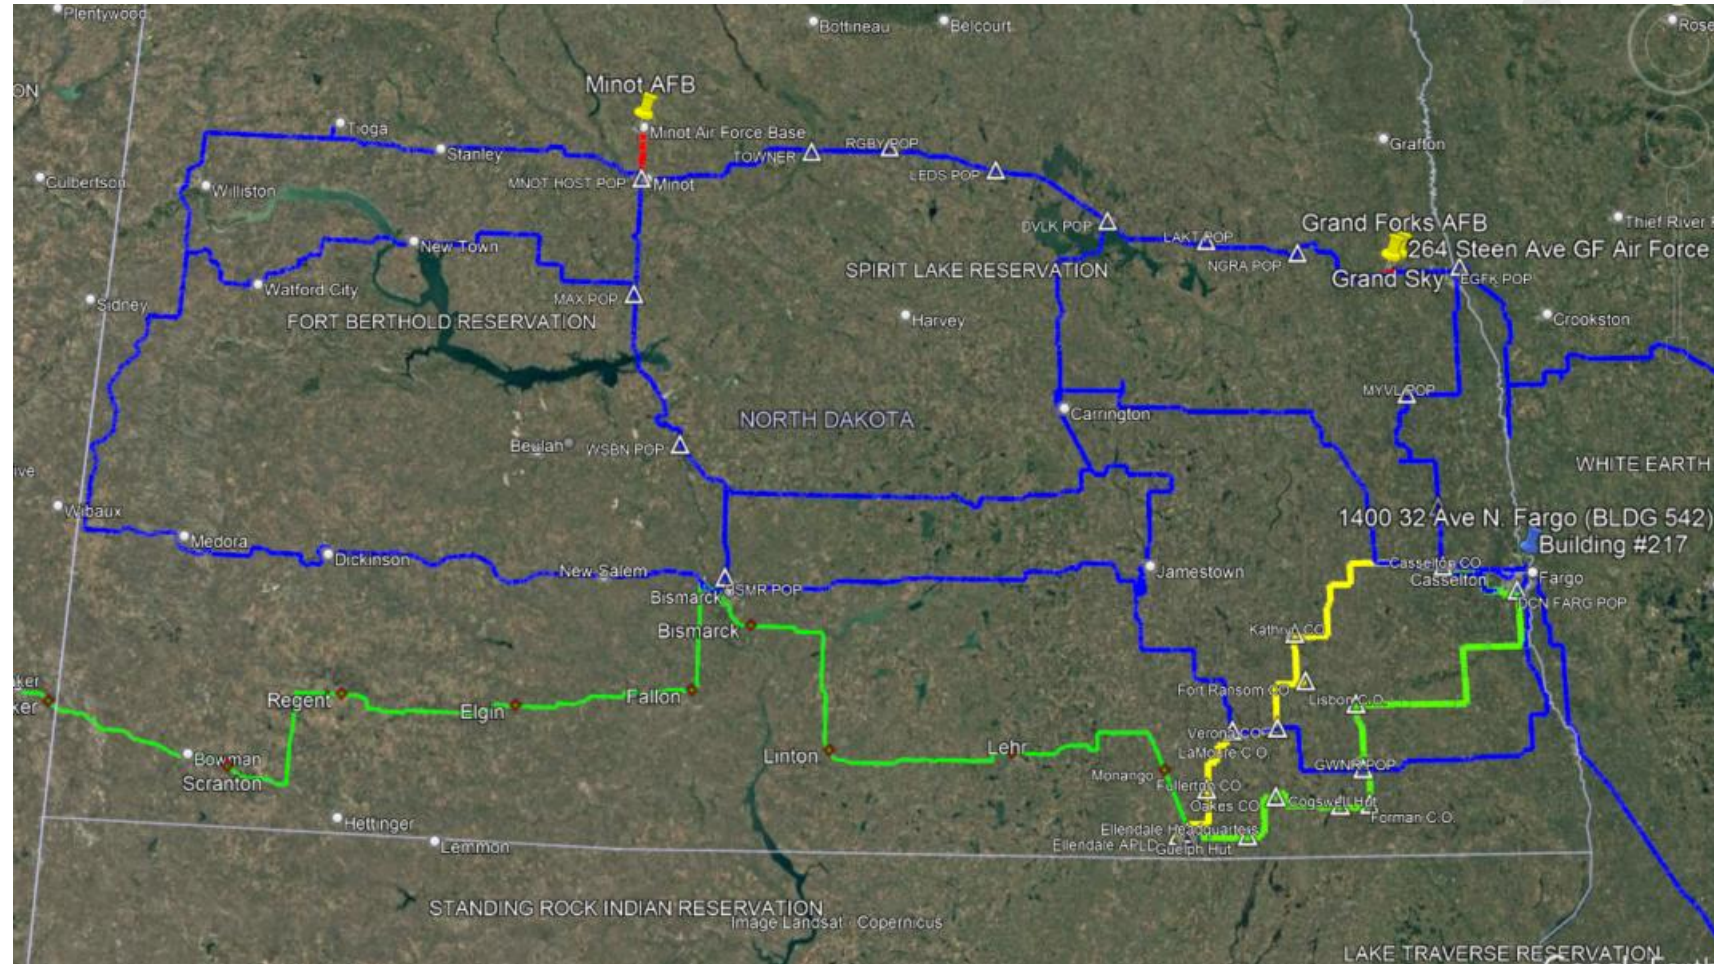 Plentywood
Bottineau
Belcourt
Minot AFB
Tioga
Minot Air Force Base
Stanley
TOWNER
RGBY POP
Grafton
Culbertson
Williston
MNOT HOST POP
Minot
LEDS POP
DVLK POP
LAKT POP
Grand Forks AFB
Thief River F
New Town
NGRA POP
264 Steen Ave GF Air Force
SPIRIT LAKE RESERVATION
Grand Sky
EGFK POP
Watford City
Sidney
MAX POP
FORT BERTHOLD RESERVATION
Harvey
Crookston
MYVL POP
NORTH DAKOTA
Carrington
Beulah
WSBN POP
WHITE EARTH
Wibaux
1400 32 Ave N. Fargo (BLDG 542)
Building #217
Medora
Dickinson
New Salem
Jamestown
Casselton CO
Casselton
Fargo
Bismarck
BSMR POP
DCN FARG POP
Bismarck
Kathryn CO
Regent
Elgin
Fallon
Fort Ransom CO
Lisbon C.O.
Verona CO
LaMoure C.O.
Linton
Lehr
Bowman
Scranton
Monango
GWNR POP
Fullerton CO
Oakes CO
Cogswell Hut
Forman C.O.
Hettinger
Lemmon
Ellendale Headquarters
Ellendale APLD
Guelph Hut
STANDING ROCK INDIAN RESERVATION
Image Landsat / Copernicus
LAKE TRAVERSE RESERVATION